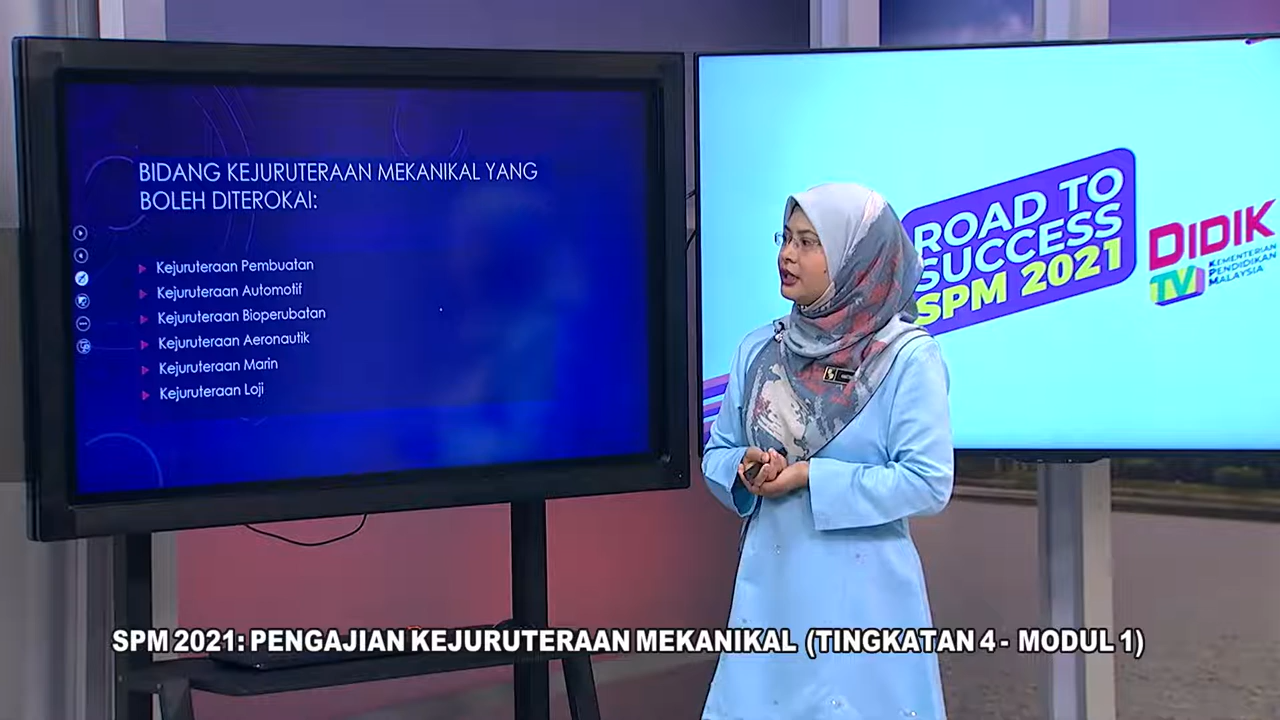 BIDANG KEJURUTERAAN MEKANIKAL YANG
BOLEH DITEROKAI:
Kejuruteraan Pembuatan
Kejuruteraan Automotif
Kejuruteraan Bioperubatan
Kejuruteraan Aeronautik
Kejuruteraan Marin
Kejuruteraan Loji
ROAD TO
SUCCESS
SPM 2021
DIDIK
TV
KEMENTERIAN
PENDIDIKAN
MALAYSIA
SPM 2021: PENGAJIAN KEJURUTERAAN MEKANIKAL (TINGKATAN 4 - MODUL 1)